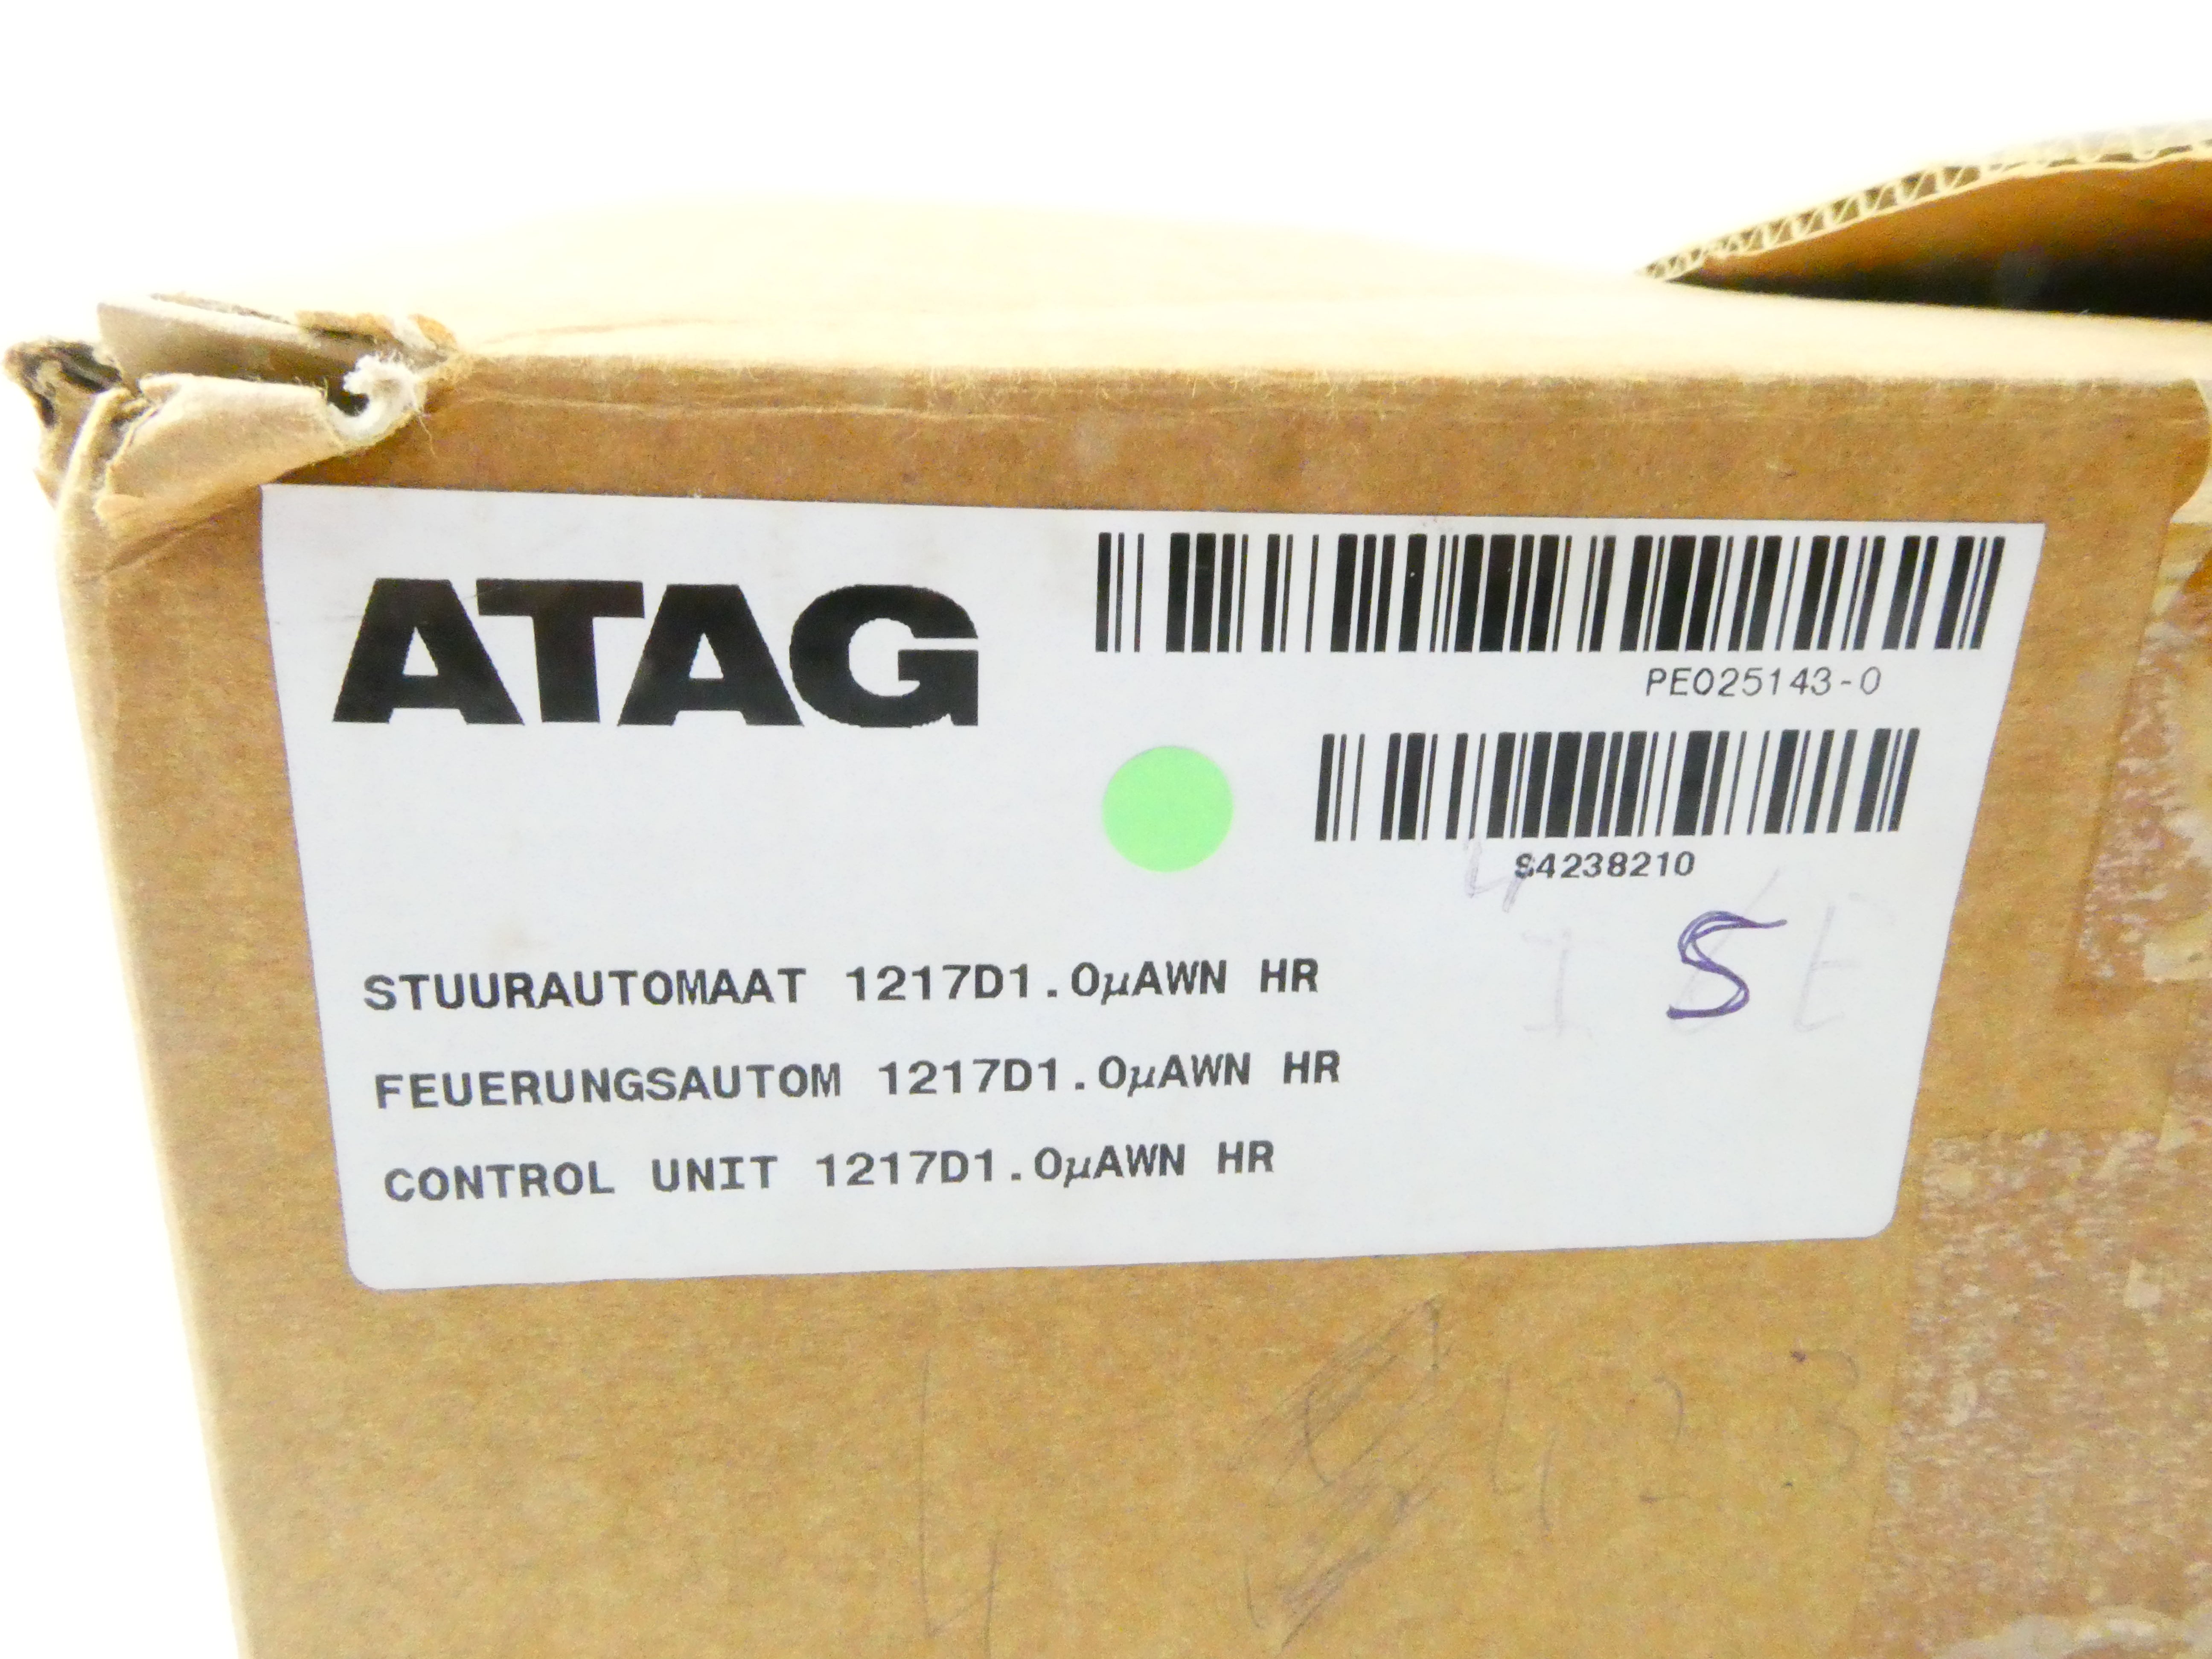 ATAG
PE025143-0
S4238210
5
STUURAUTOMAAT 1217D1.0µAWN HR
FEUERUNGSAUTOM 1217D1.0µAWN HR
CONTROL UNIT 1217D1.0µAWN HR